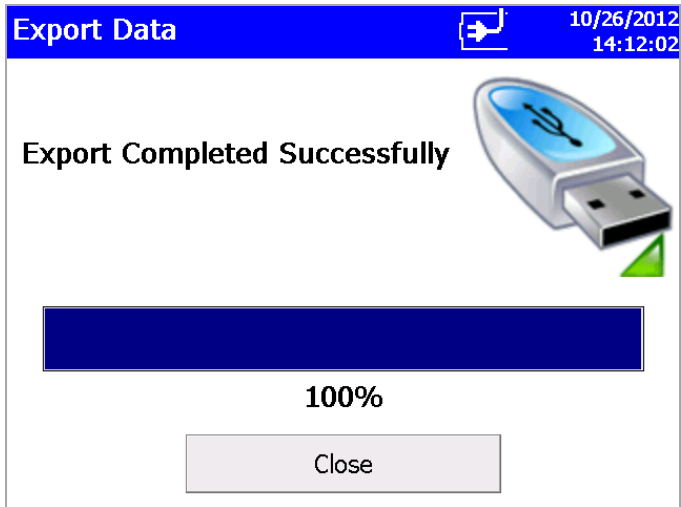 Export Data
10/26/2012
14:12:02
Export Completed Successfully
100%
Close